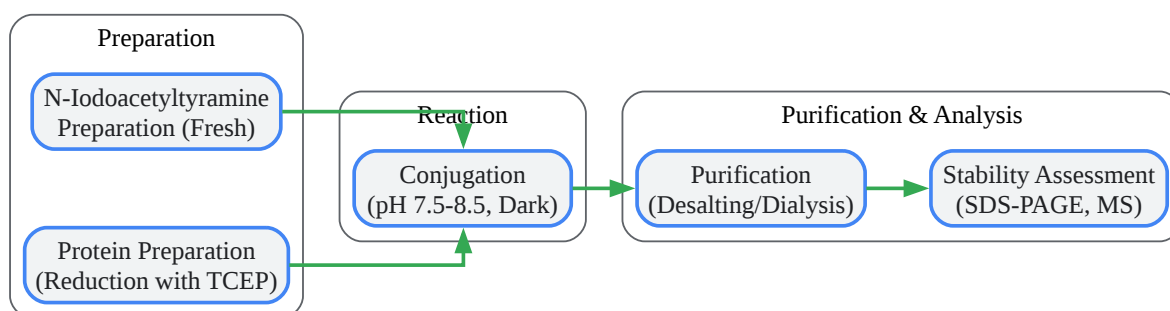 Preparation
N-Iodoacetyltyramine
Preparation (Fresh)
Protein Preparation
(Reduction with TCEP)
Reaction
Conjugation
(pH 7.5-8.5, Dark)
Purification & Analysis
Purification
(Desalting/Dialysis)
Stability Assessment
(SDS-PAGE, MS)